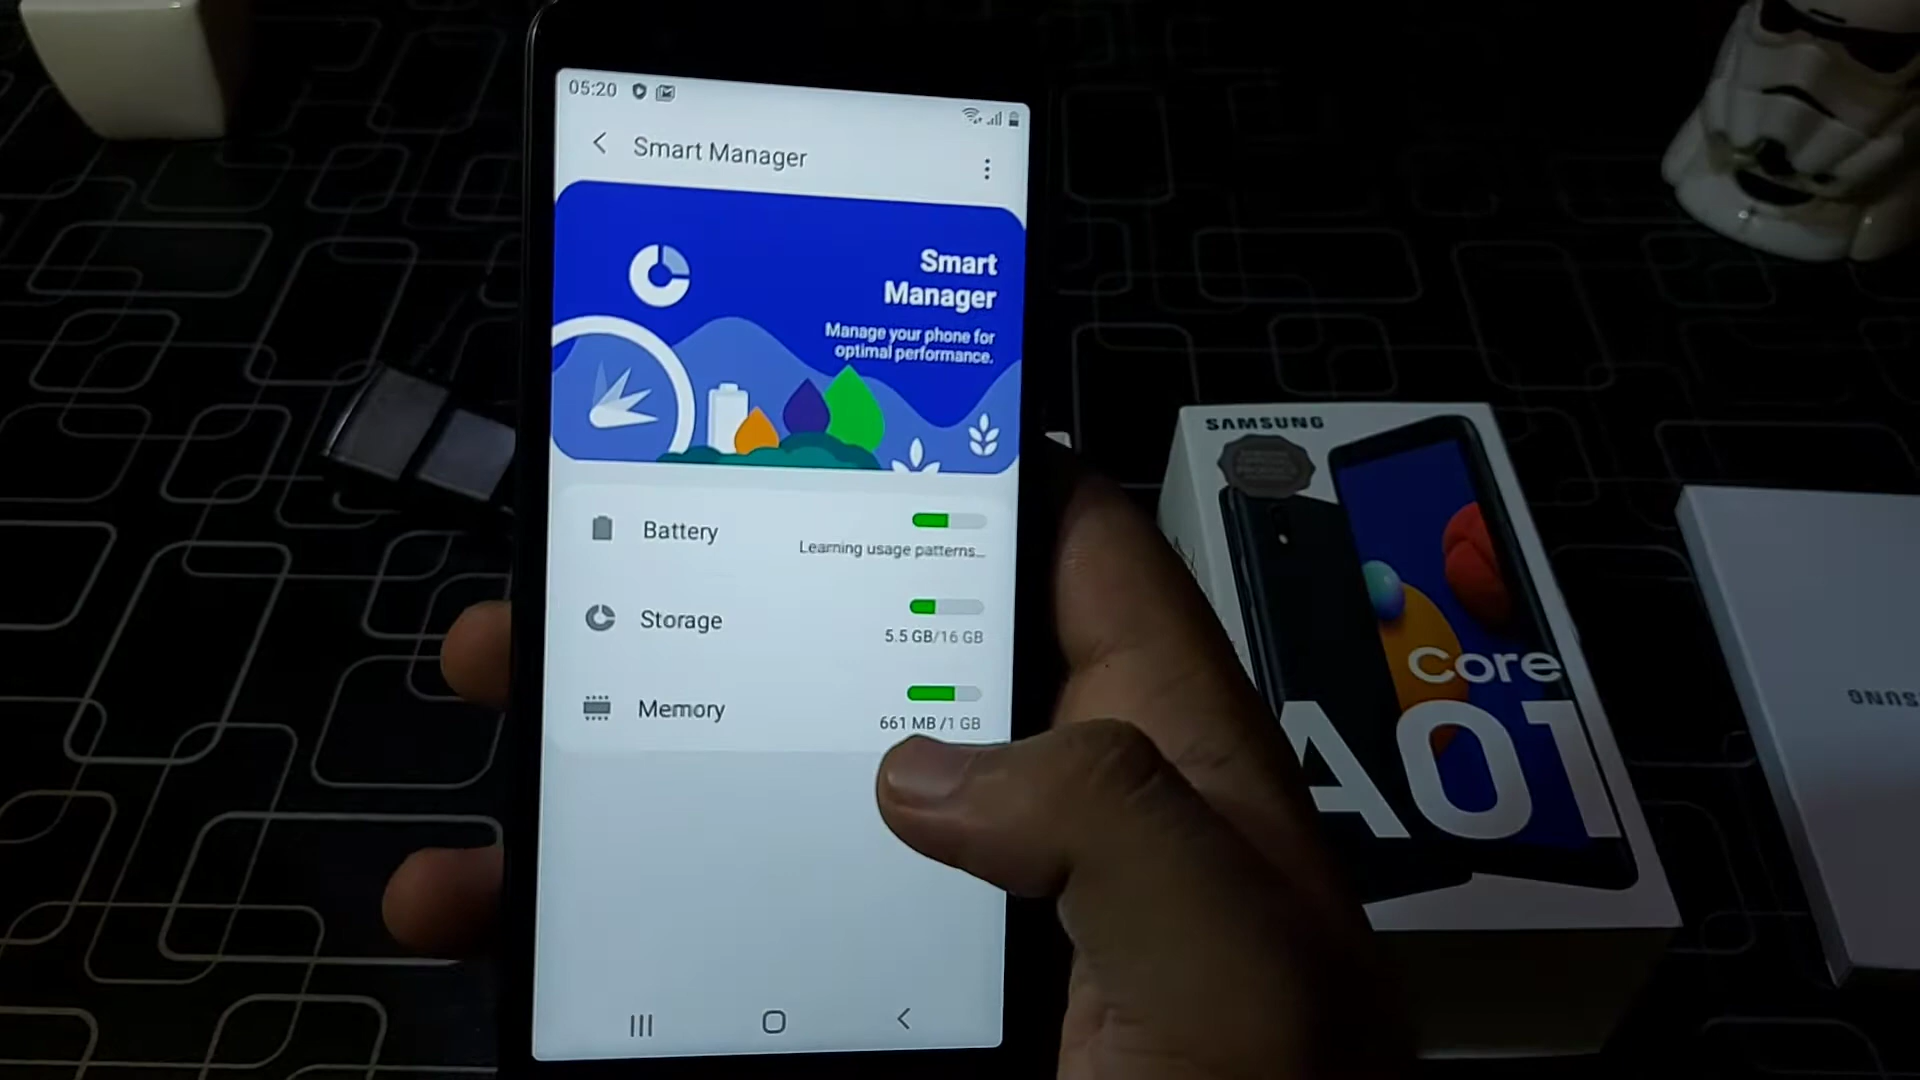 05:20
Smart Manager
Smart
Manager
Manage your phone for
optimal performance.
Battery
Learning usage patterns...
Storage
5.5 GB/16 GB
Memory
661 MB /1 GB
SAMSUNG
Core
A01